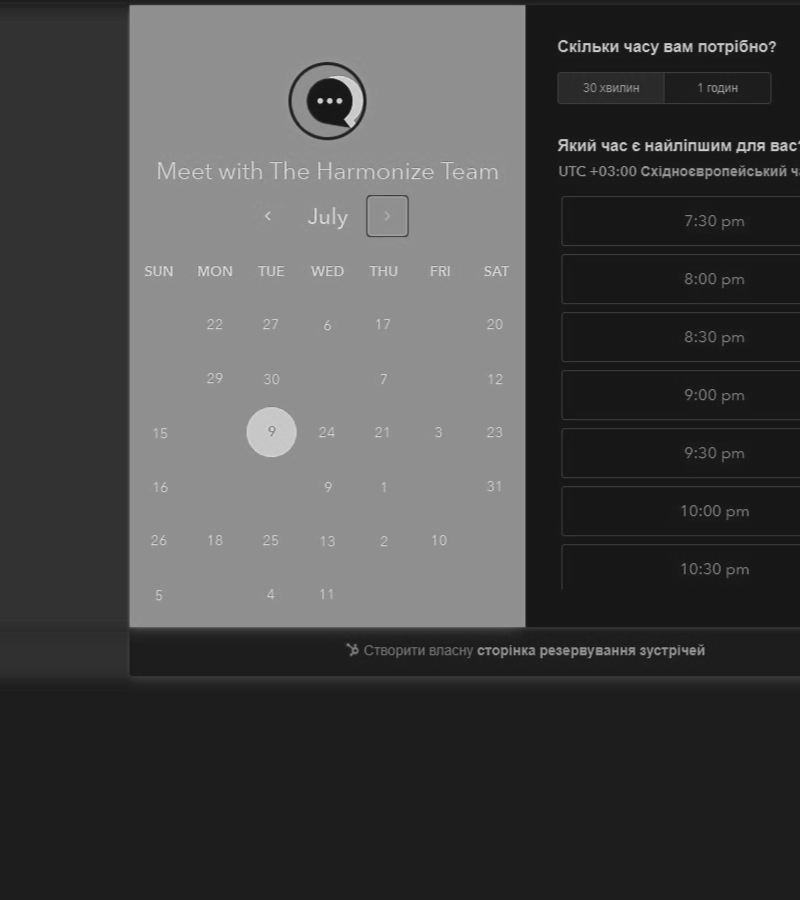 Meet with The Harmonize Team
July
SUN MON TUE WED THU FRI SAT
22 27 6 17 20
29 30 7 12
15 9 24 21 3 23
16 9 1 31
26 18 25 13 2 10
5 4 11
Скільки часу вам потрібно?
30 хвилин 1 годин
Який час є найліпшим для вас?
UTC +03:00 Східноєвропейський
7:30 pm
8:00 pm
8:30 pm
9:00 pm
9:30 pm
10:00 pm
10:30 pm
Створити власну сторінка резервування зустрічей